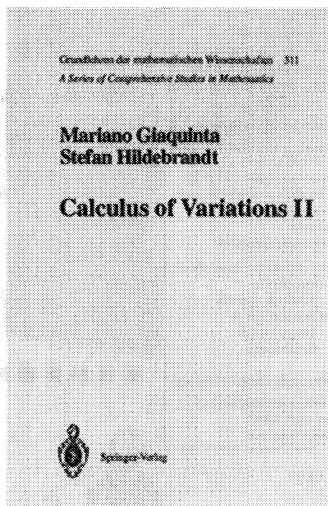 Grundlehren der mathematischen Wissenschaften 311
A Series of Comprehensive Studies in Mathematics
Mariano Giaquinta
Stefan Hildebrandt
Calculus of Variations II
Springer-Verlag